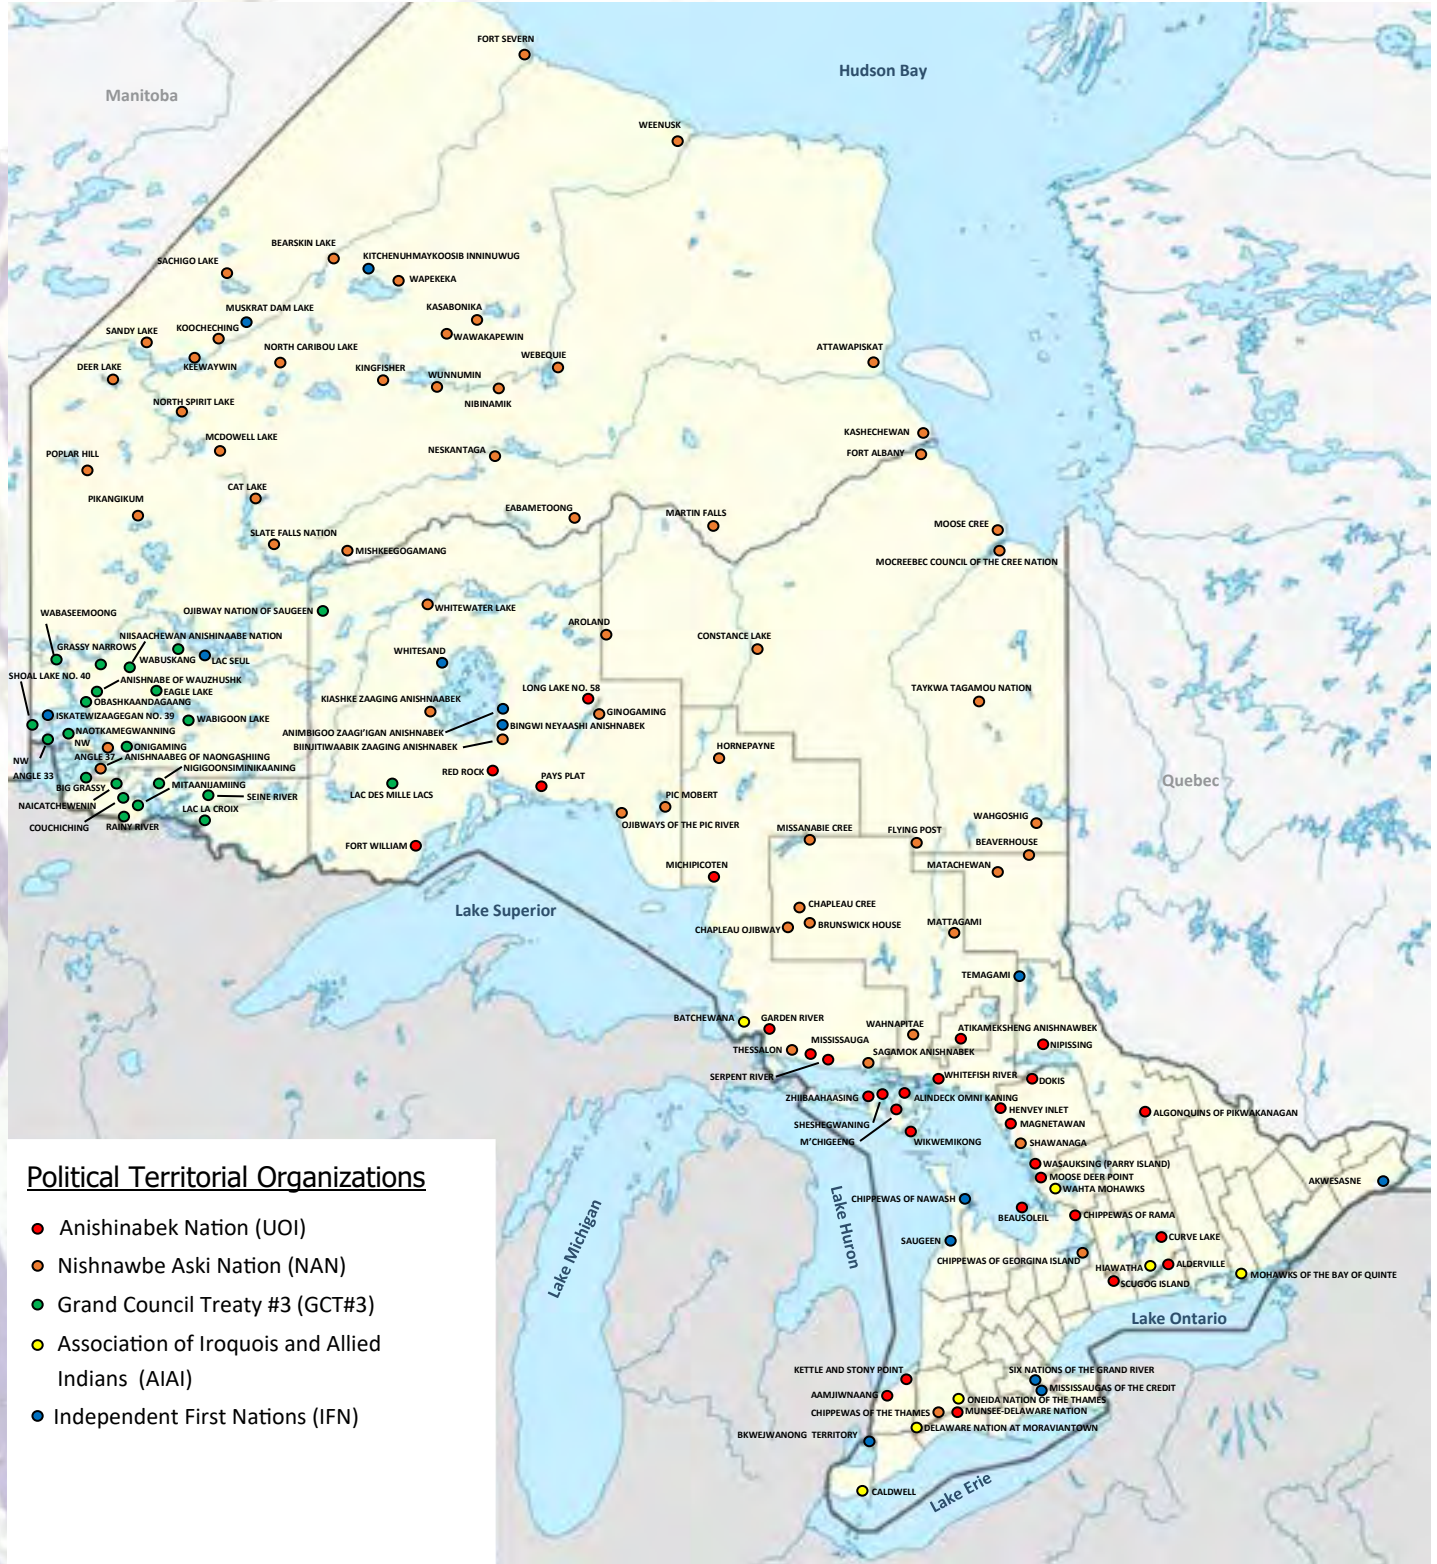 FORT SEVERN
Hudson Bay
Manitoba
WEENUSK
BEARSKIN LAKE
SACHIGO LAKE
KITCHENUHMAYKOOSIB INNINUWUG
WAPEKEKA
MUSKRAT DAM LAKE
KASABONIKA
SANDY LAKE
KOOCHECHING
WAWAKAPEWIN
NORTH CARIBOU LAKE
ATTAWAPISKAT
WEBEQUIE
DEER LAKE
KEEWAYWIN
KINGFISHER
WUNNUMIN
NIBINAMIK
NORTH SPIRIT LAKE
KASHECHEWAN
MCDOWELL LAKE
NESKANTAGA
FORT ALBANY
POPLAR HILL
CAT LAKE
PIKANGIKUM
EABAMETOONG
MARTIN FALLS
MOOSE CREE
SLATE FALLS NATION
MISHKEEGOGAMANG
MOCREEBEC COUNCIL OF THE CREE NATION
WABASEEMOONG
OJIBWAY NATION OF SAUGEEN
WHITEWATER LAKE
AROLAND
NIISAACHEWAN ANISHINAABE NATION
CONSTANCE LAKE
GRASSY NARROWS
WHITESAND
WABUSKANG
LAC SEUL
SHOAL LAKE NO. 40
ANISHNABE OF WAUZHUSHK
LONG LAKE NO. 58
TAYKWA TAGAMOU NATION
EAGLE LAKE
KIASHKE ZAAGING ANISHNAABEK
OBASHKAANDAGAANG
GINOGAMING
ISKATEWIZAAGEGAN NO. 39
WABIGOON LAKE
BINGWI NEYAASHI ANISHNABEK
NAOTKAMEGWANNING
ANIMBIGOO ZAAGI'IGAN ANISHNABEK
NW
ANGLE 37
ONIGAMING
BIINJITIWAABIK ZAAGING ANISHNABEK
HORNEPAYNE
ANISHNAABEG OF NAONGASHIING
NW
ANGLE 33
NIGIGOONSIMINIKAANING
RED ROCK
PAYS PLAT
Quebec
BIG GRASSY
MITAANIJAMIING
SEINE RIVER
LAC DES MILLE LACS
PIC MOBERT
NAICATCHEWENIN
LAC LA CROIX
COUCHICHING
RAINY RIVER
OJIBWAYS OF THE PIC RIVER
MISSANABIE CREE
FLYING POST
WAHGOSHIG
FORT WILLIAM
BEAVERHOUSE
MICHIPICOTEN
MATACHEWAN
Lake Superior
CHAPLEAU CREE
BRUNSWICK HOUSE
CHAPLEAU OJIBWAY
MATTAGAMI
TEMAGAMI
BATCHEWANA
GARDEN RIVER
WAHNAPITAE
ATIKAMEKSHENG ANISHNAWBEK
THESSALON
MISSISSAUGA
NIPISSING
SAGAMOK ANISHNABEK
SERPENT RIVER
WHITEFISH RIVER
DOKIS
ZHIIBAAHAASING
ALINDECK OMNI KANING
HENVEY INLET
ALGONQUINS OF PIKWAKANAGAN
SHESHEGWANING
MAGNETAWAN
M'CHIGEENG
WIKWEMIKONG
SHAWANAGA
WASAUKSING (PARRY ISLAND)
MOOSE DEER POINT
WAHTA MOHAWKS
AKWESASNE
CHIPPEWAS OF NAWASH
BEAUSOLEIL
CHIPPEWAS OF RAMA
Lake Huron
Lake Michigan
SAUGEEN
CURVE LAKE
CHIPPEWAS OF GEORGINA ISLAND
HIAWATHA
ALDERVILLE
MOHAWKS OF THE BAY OF QUINTE
SCUGOG ISLAND
Lake Ontario
KETTLE AND STONY POINT
SIX NATIONS OF THE GRAND RIVER
MISSISSAUGAS OF THE CREDIT
AAMJIWNAANG
ONEIDA NATION OF THE THAMES
CHIPPEWAS OF THE THAMES
MUNSEE-DELAWARE NATION
DELAWARE NATION AT MORAVIANTOWN
BKWEJWANONG TERRITORY
CALDWELL
Lake Erie
Political Territorial Organizations
Anishinabek Nation (UOI)
Nishnawbe Aski Nation (NAN)
Grand Council Treaty #3 (GCT#3)
Association of Iroquois and Allied
Indians (AIAI)
Independent First Nations (IFN)